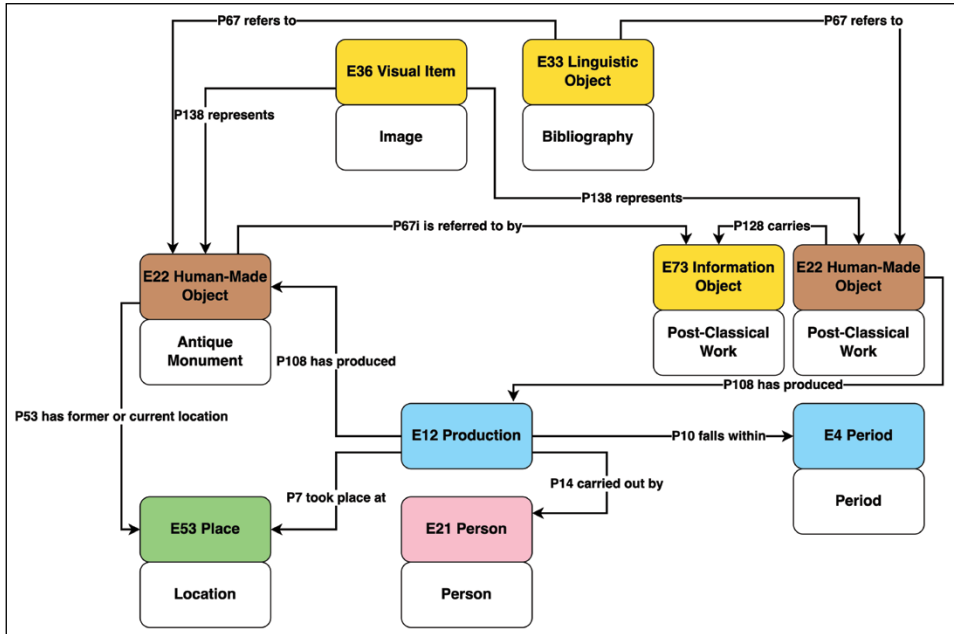 P67 refers to
P67 refers to
E36 Visual Item
E33 Linguistic
Object
P138 represents
Image
Bibliography
P138 represents
P67i is referred to by
P128 carries
E22 Human-Made
Object
E73 Information
Object
E22 Human-Made
Object
Antique
Monument
Post-Classical
Work
Post-Classical
Work
P108 has produced
P108 has produced
P53 has former or current location
E12 Production
P10 falls within
E4 Period
P7 took place at
P14 carried out by
Period
E53 Place
E21 Person
Location
Person